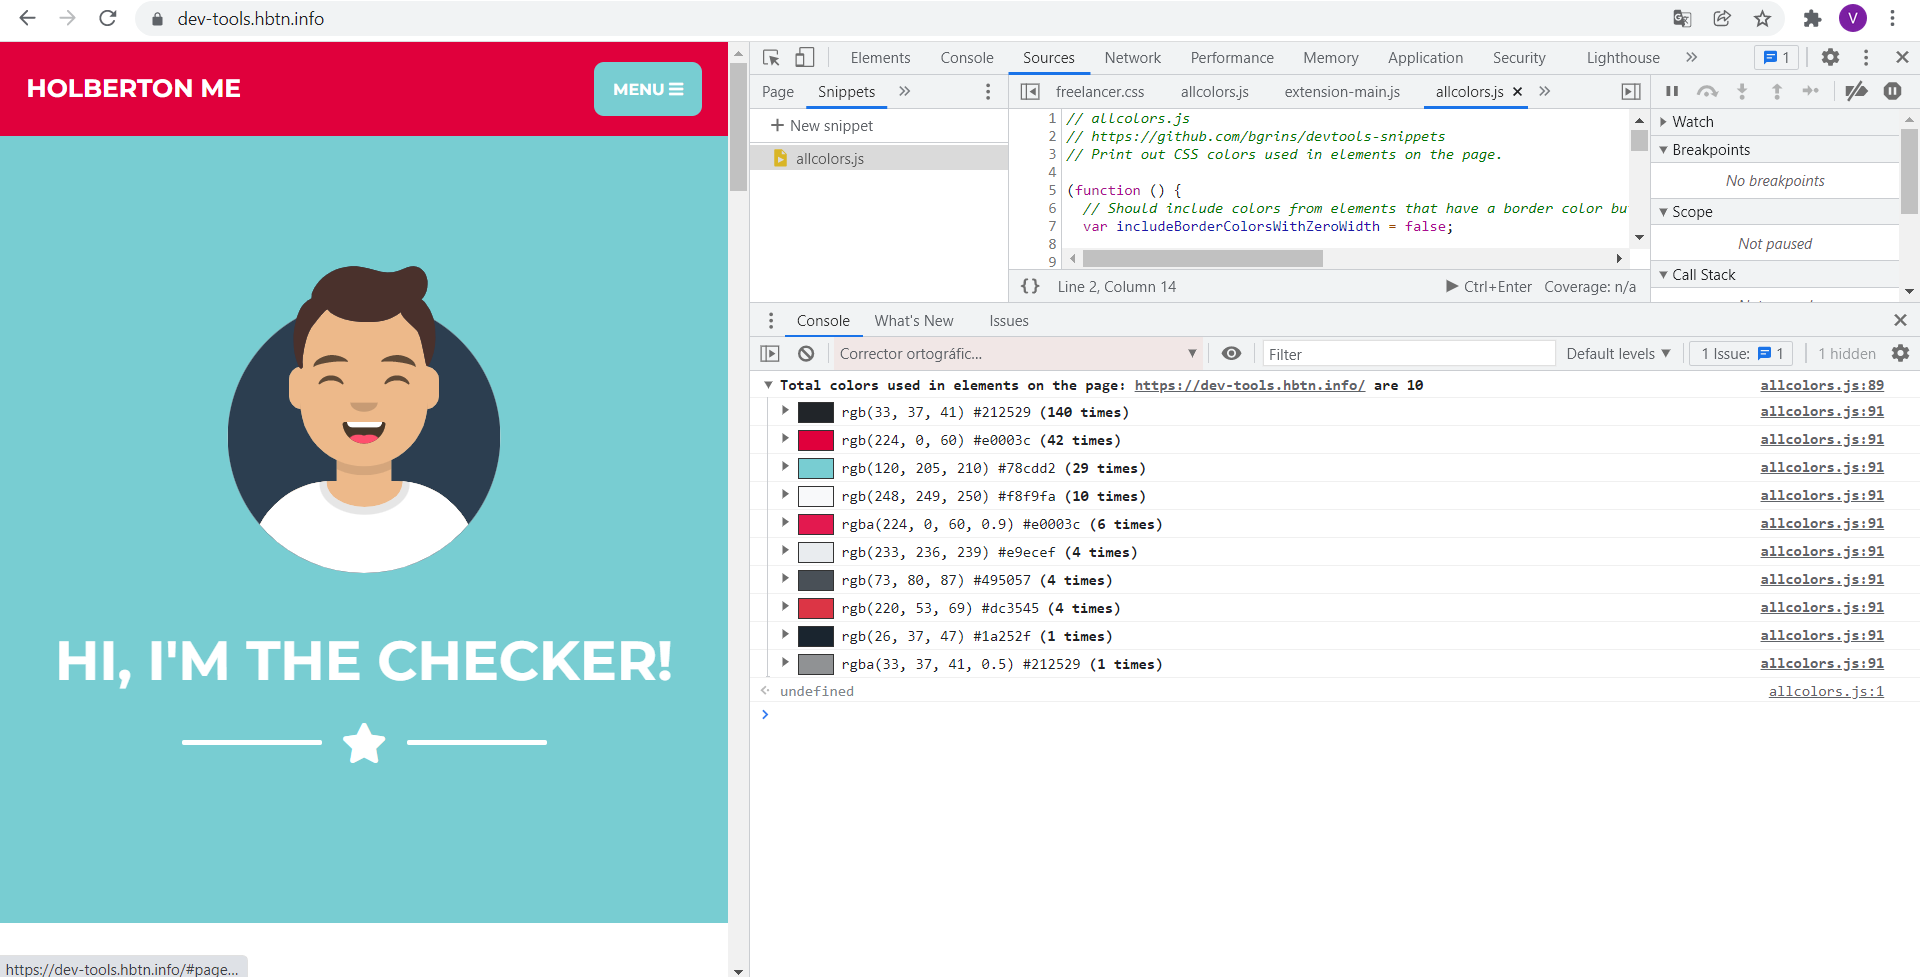 dev-tools.hbtn.info
V
HOLBERTON ME
MENU
HI, I'M THE CHECKER!
https://dev-tools.hbtn.info/#page...
Elements Console Sources Network Performance Memory Application Security Lighthouse 1
Page Snippets
New snippet
allcolors.js
freelancer.css allcolors.js extension-main.js allcolors.js
1 // allcolors.js
2 // https://github.com/bgrins/devtools-snippets
3 // Print out CSS colors used in elements on the page.
4
5 (function () {
6 // Should include colors from elements that have a border color bu
7 var includeBorderColorsWithZeroWidth = false;
8
9
{} Line 2, Column 14 Ctrl+Enter Coverage: n/a
Watch
Breakpoints
No breakpoints
Scope
Not paused
Call Stack
Console What's New Issues
Corrector ortográfic... Filter Default levels 1 Issue: 1 1 hidden
Total colors used in elements on the page: https://dev-tools.hbtn.info/ are 10 allcolors.js:89
rgb(33, 37, 41) #212529 (140 times) allcolors.js:91
rgb(224, 0, 60) #e0003c (42 times) allcolors.js:91
rgb(120, 205, 210) #78cdd2 (29 times) allcolors.js:91
rgb(248, 249, 250) #f8f9fa (10 times) allcolors.js:91
rgba(224, 0, 60, 0.9) #e0003c (6 times) allcolors.js:91
rgb(233, 236, 239) #e9ecef (4 times) allcolors.js:91
rgb(73, 80, 87) #495057 (4 times) allcolors.js:91
rgb(220, 53, 69) #dc3545 (4 times) allcolors.js:91
rgb(26, 37, 47) #1a252f (1 times) allcolors.js:91
rgba(33, 37, 41, 0.5) #212529 (1 times) allcolors.js:91
undefined allcolors.js:1